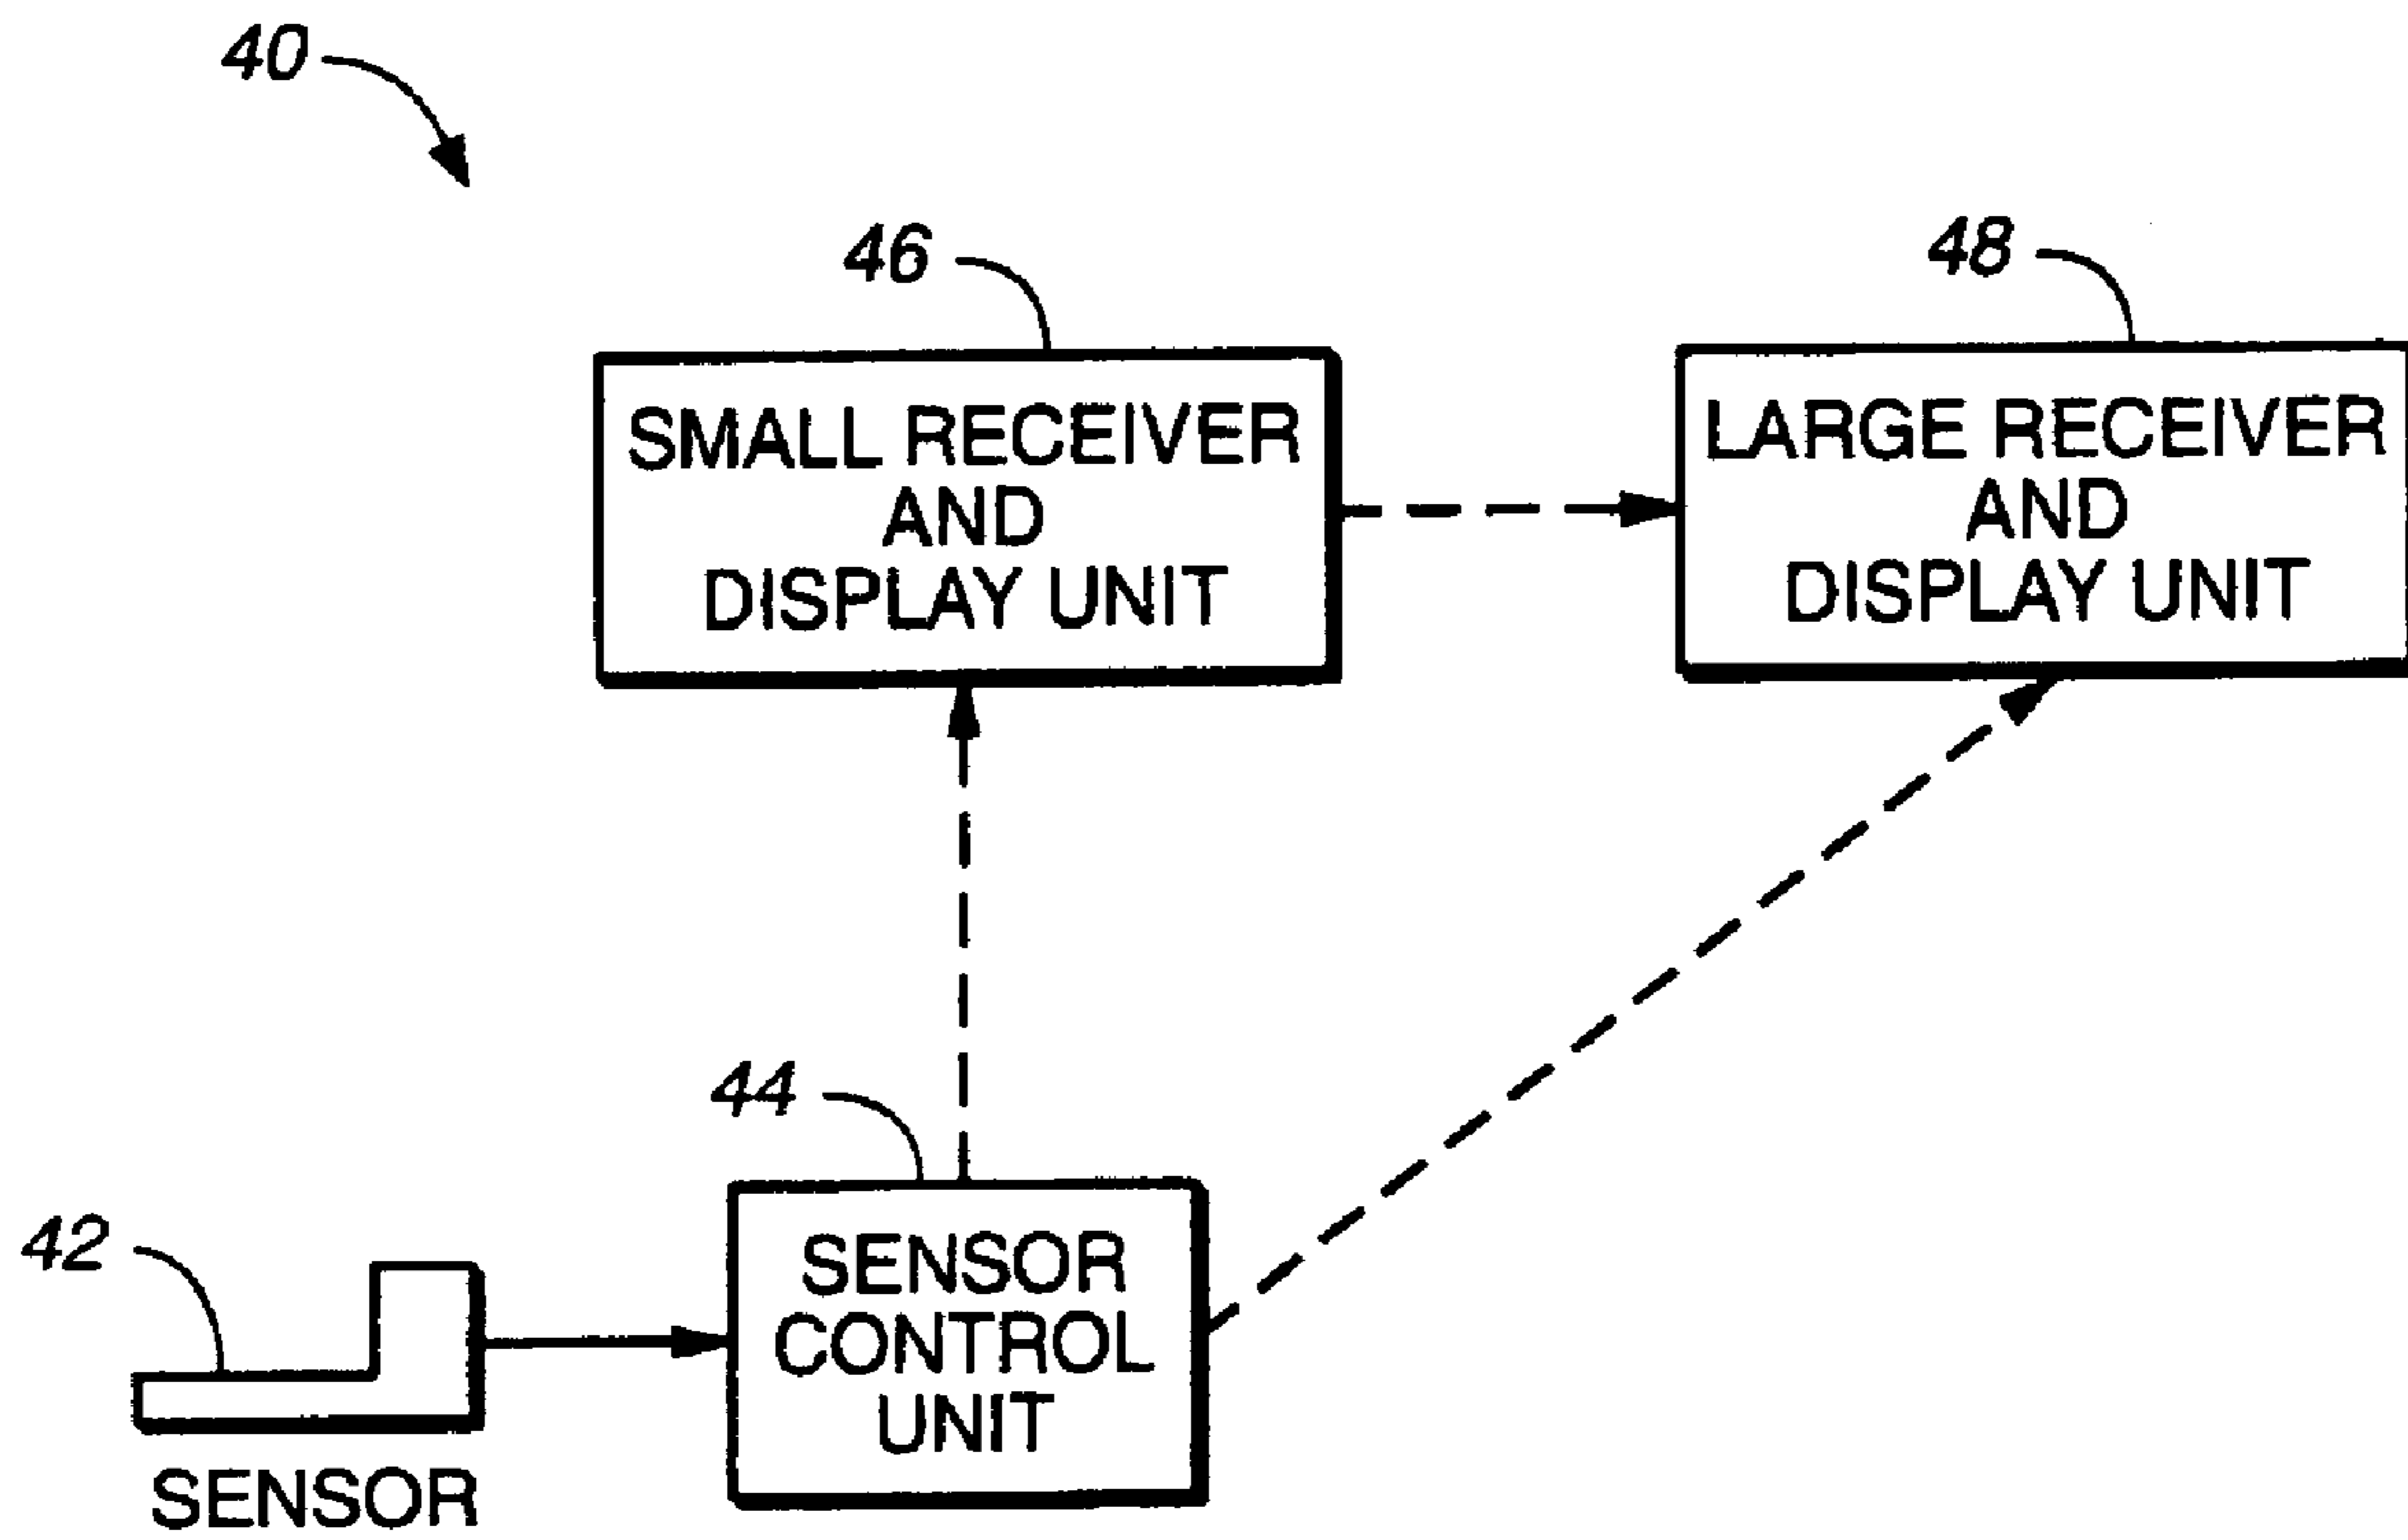 40
46
48
SMALL RECEIVER
AND
DISPLAY UNIT
LARGE RECEIVER
AND
DISPLAY UNIT
44
42
SENSOR
CONTROL
UNIT
SENSOR